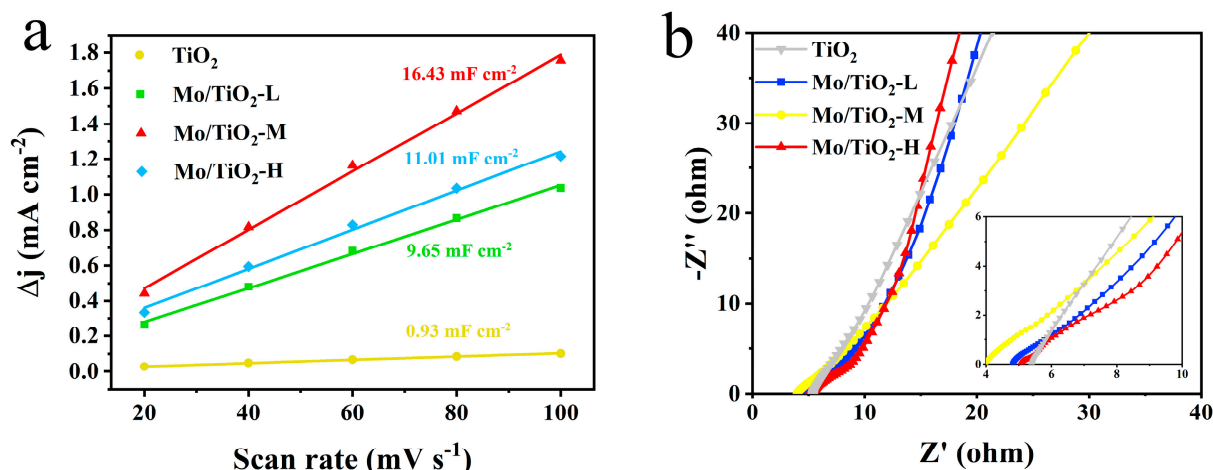 a
TiO₂
Mo/TiO₂-L
Mo/TiO₂-M
Mo/TiO₂-H
16.43 mF cm⁻²
11.01 mF cm⁻²
9.65 mF cm⁻²
0.93 mF cm⁻²
1.8
1.6
1.4
1.2
1.0
0.8
0.6
0.4
0.2
0.0
Δj (mA cm⁻²)
20 40 60 80 100
Scan rate (mV s⁻¹)
b
TiO₂
Mo/TiO₂-L
Mo/TiO₂-M
Mo/TiO₂-H
40
30
20
10
0
-Z'' (ohm)
6
4
2
0
4 6 8 10
0 10 20 30 40
Z' (ohm)